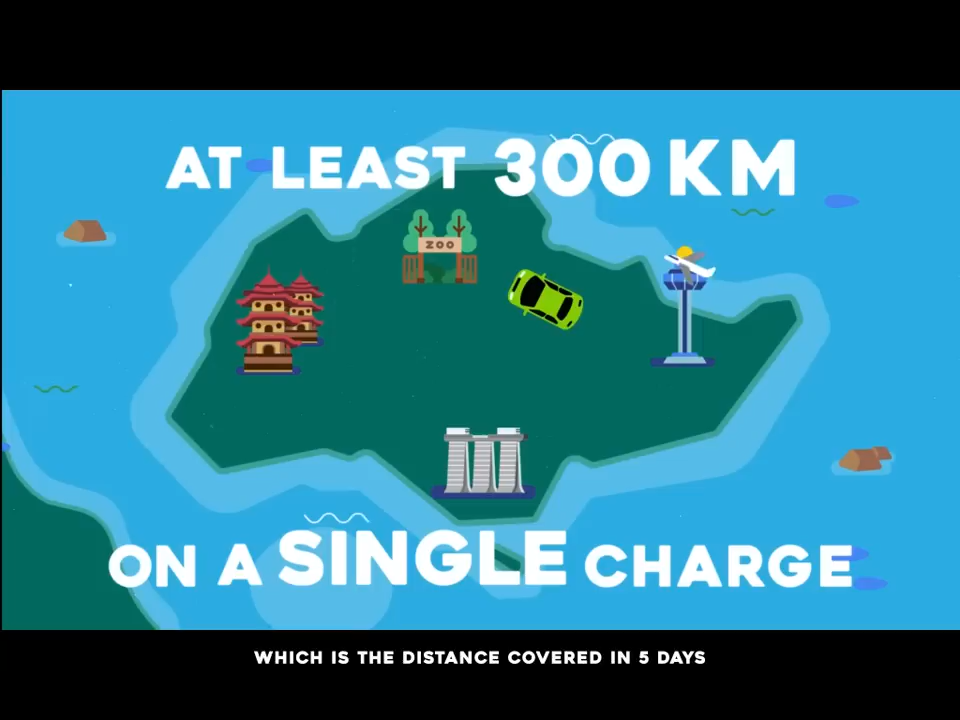 AT LEAST 300 KM
ZOO
ON A SINGLE CHARGE
WHICH IS THE DISTANCE COVERED IN 5 DAYS